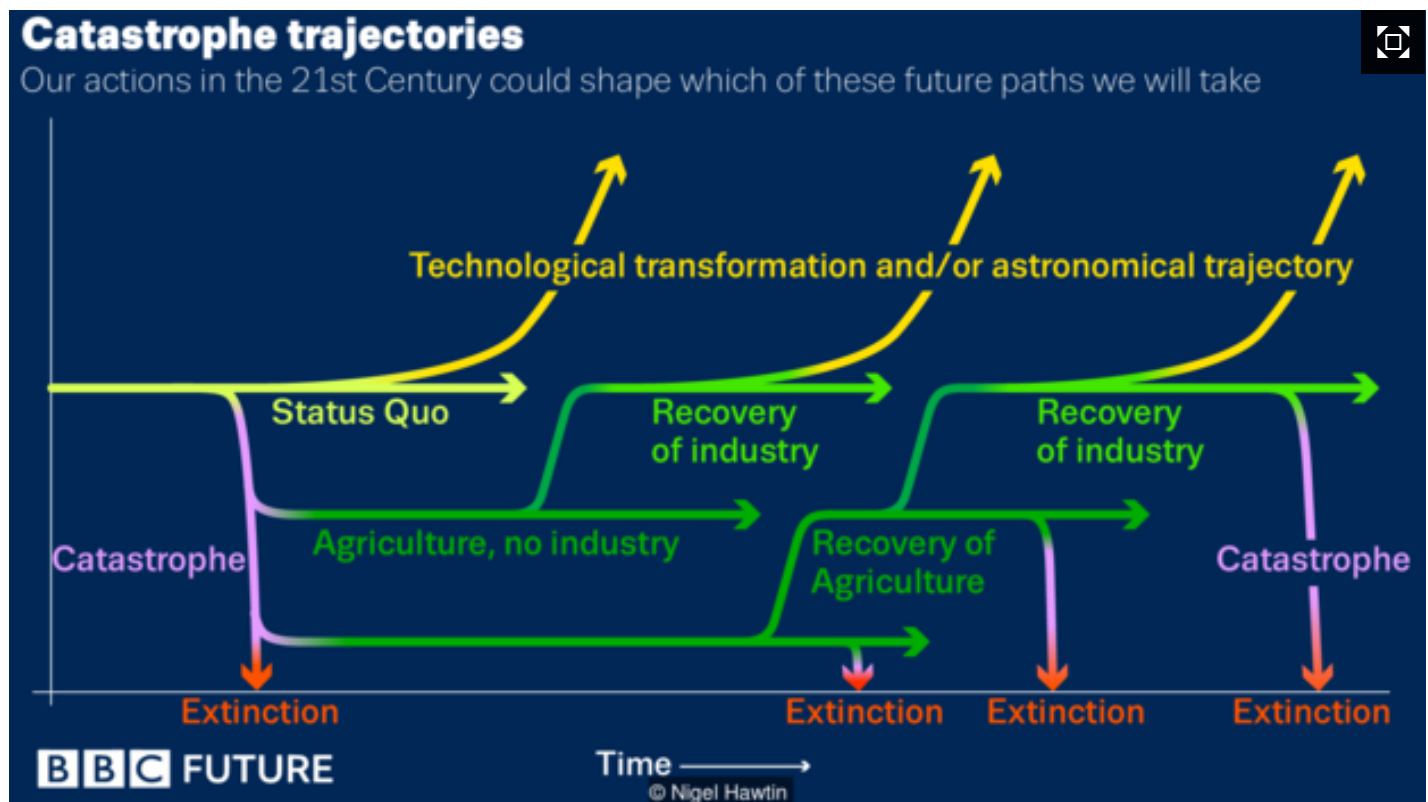 Catastrophe trajectories
Our actions in the 21st Century could shape which of these future paths we will take
Technological transformation and/or astronomical trajectory
Status Quo
Recovery
of industry
Recovery
of industry
Catastrophe
Agriculture, no industry
Recovery of
Agriculture
Catastrophe
Extinction
Extinction
Extinction
Extinction
BBC FUTURE
Time
© Nigel Hawtin